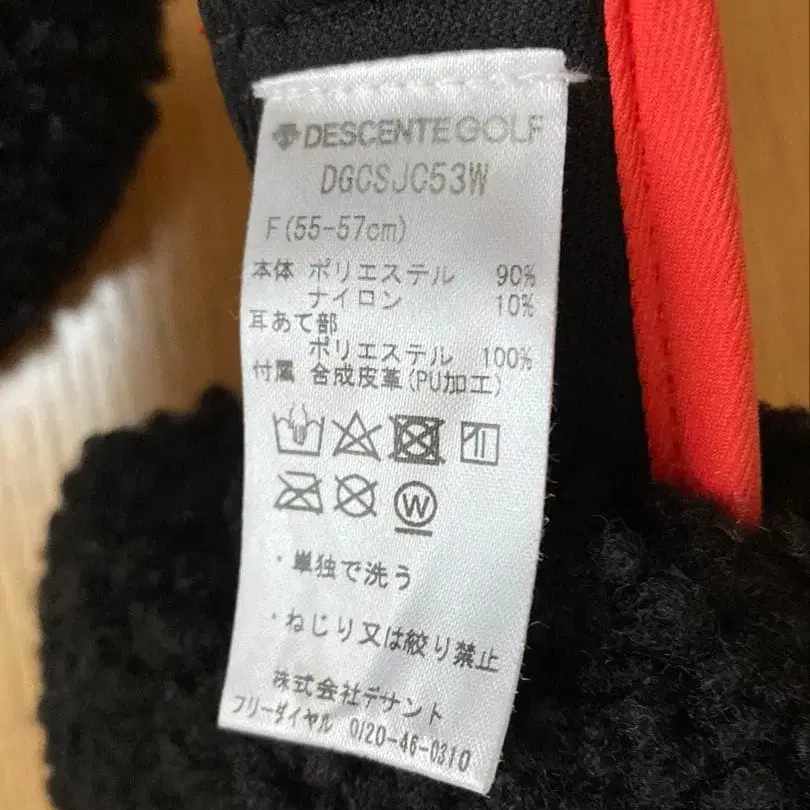 DESCENTE GOLF
DGCSJC53W
F(55-57cm)
本体 ポリエステル 90%
ナイロン 10%
耳あて部
ポリエステル 100%
付属 合成皮革(PU加工)
W
・単独で洗う
・ねじり又は絞り禁止
株式会社デサント
フリーダイヤル 0120-46-0310